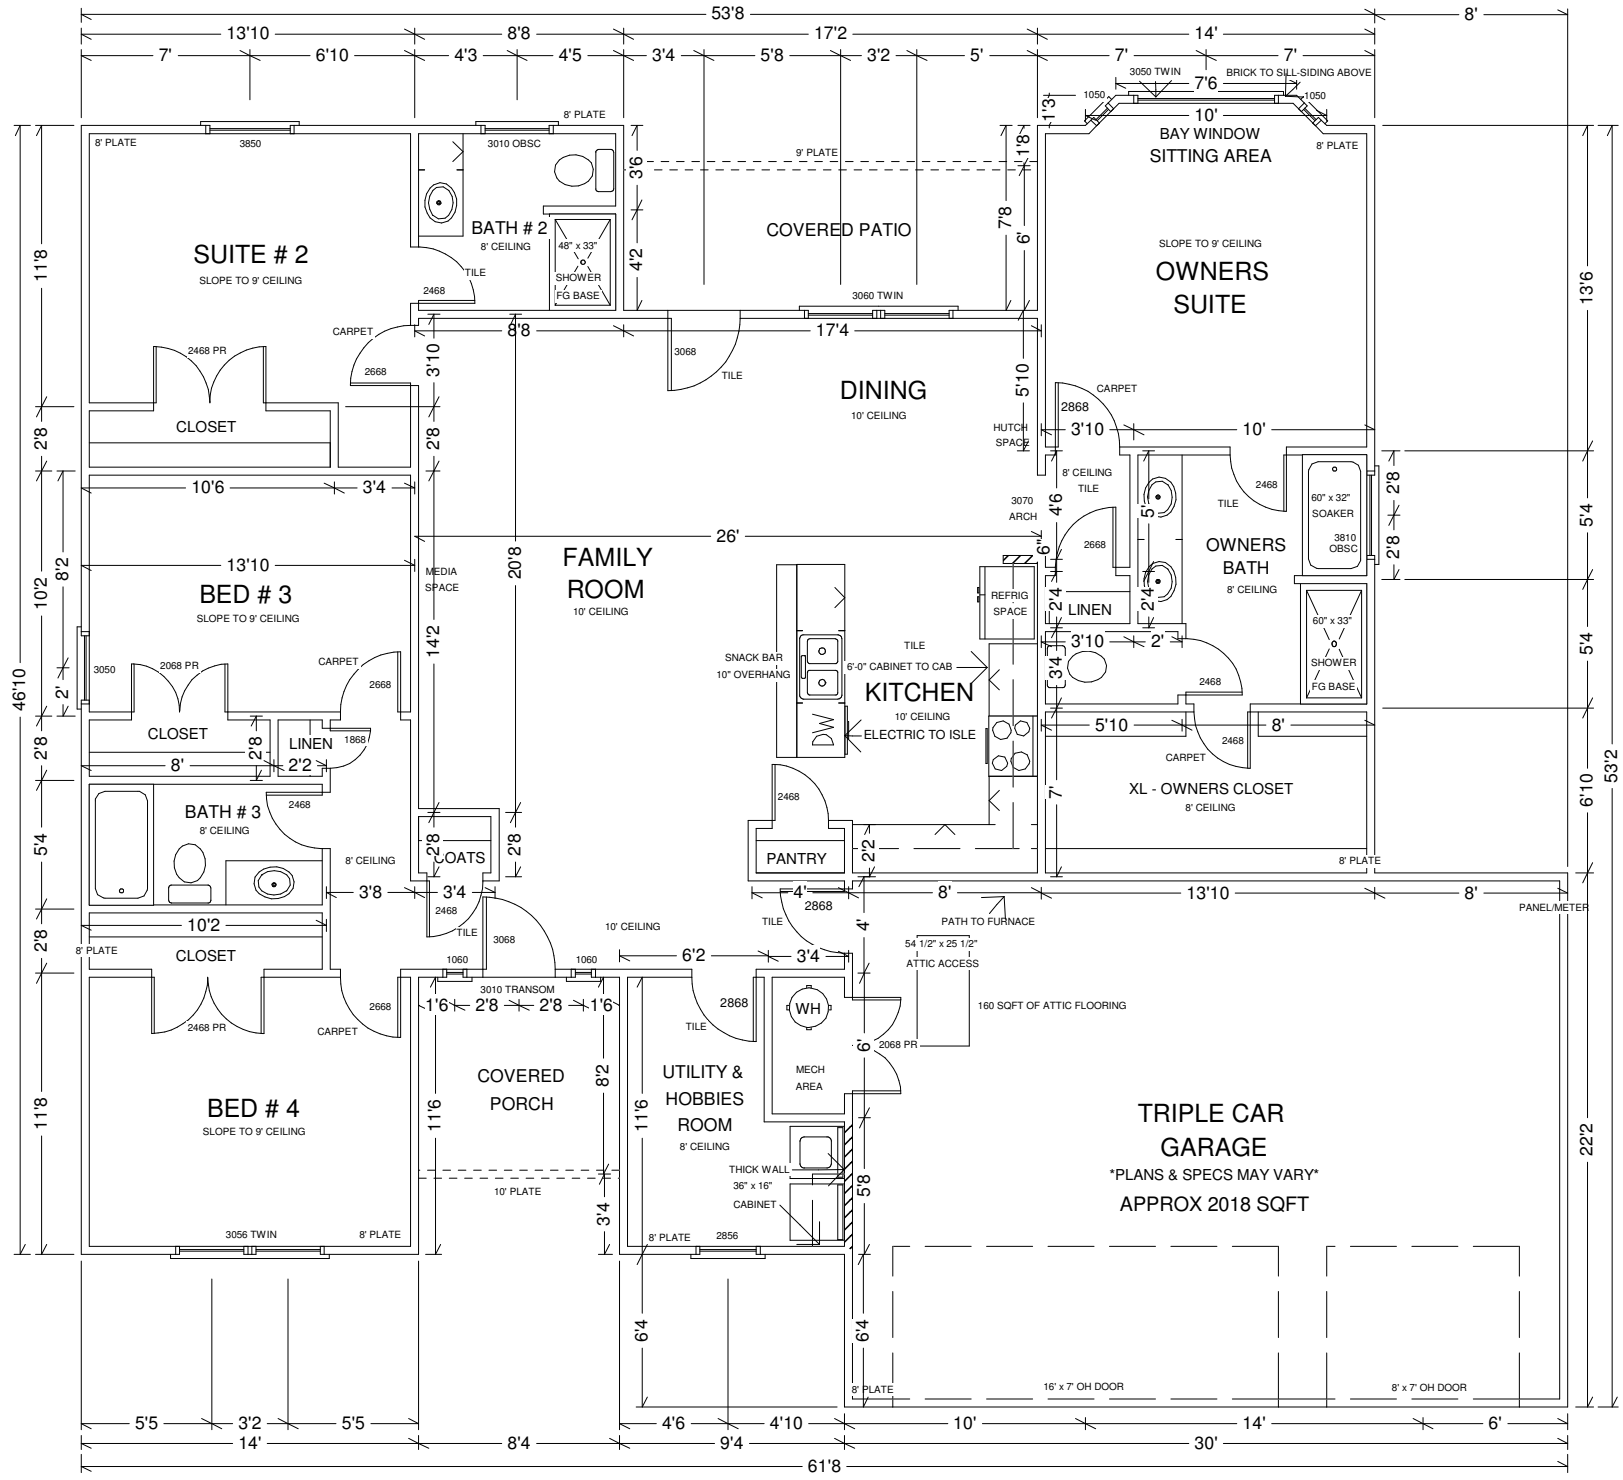 53'8
8'
13'10
8'8
17'2
14'
7'
6'10
4'3
4'5
3'4
5'8
3'2
5'
7'
7'
3050 TWIN
BRICK TO SILL-SIDING ABOVE
7'6
1050
1050
1'3
10'
BAY WINDOW
SITTING AREA
8' PLATE
8' PLATE
8' PLATE
3850
3010 OBSC
9' PLATE
3'6
1'8
7'8
6'
COVERED PATIO
BATH # 2
8' CEILING
48" x 33"
SHOWER
FG BASE
4'2
SUITE # 2
SLOPE TO 9' CEILING
11'8
TILE
2468
SLOPE TO 9' CEILING
OWNERS
SUITE
13'6
3060 TWIN
8'8
17'4
CARPET
2468 PR
2668
3'10
3068
TILE
5'10
DINING
10' CEILING
CARPET
2868
CLOSET
2'8
2'8
HUTCH
SPACE
3'10
10'
10'6
3'4
8' CEILING
TILE
3070
ARCH
4'6
5'
TILE
2468
60" x 32"
SOAKER
3810
OBSC
2'8
2'8
5'4
26'
20'8
FAMILY
ROOM
10' CEILING
6"
2668
OWNERS
BATH
8' CEILING
8'2
10'2
13'10
BED # 3
SLOPE TO 9' CEILING
MEDIA
SPACE
14'2
REFRIG
SPACE
2'4
LINEN
2'4
60" x 33"
SHOWER
FG BASE
5'4
3'10
2'
TILE
SNACK BAR
10" OVERHANG
6'-0" CABINET TO CAB
KITCHEN
10' CEILING
ELECTRIC TO ISLE
DW
3'4
2468
46'10
3050
2'
2068 PR
CARPET
2668
CLOSET
2'8
2'8
LINEN
1868
8'
2'2
5'10
8'
CARPET
2468
53'2
XL - OWNERS CLOSET
8' CEILING
7'
6'10
BATH # 3
8' CEILING
2468
5'4
8' CEILING
2468
2'8
COATS
2'8
PANTRY
2'2
8' PLATE
3'8
3'4
4'
8'
13'10
8'
2868
2468
TILE
TILE
4'
PATH TO FURNACE
PANEL/METER
10'2
3068
10' CEILING
54 1/2" x 25 1/2"
ATTIC ACCESS
2'8
8' PLATE
CLOSET
6'2
3'4
1060
1060
3010 TRANSOM
1'6
2'8
2'8
1'6
2468 PR
CARPET
2668
2868
TILE
WH
160 SQFT OF ATTIC FLOORING
2068 PR
6'
MECH
AREA
COVERED
PORCH
8'2
UTILITY &
HOBBIES
ROOM
8' CEILING
BED # 4
SLOPE TO 9' CEILING
11'8
11'6
11'6
TRIPLE CAR
GARAGE
*PLANS & SPECS MAY VARY*
APPROX 2018 SQFT
22'2
THICK WALL
36" x 16"
CABINET
5'8
10' PLATE
3'4
3056 TWIN
8' PLATE
8' PLATE
2856
6'4
6'4
8' PLATE
16' x 7' OH DOOR
8' x 7' OH DOOR
5'5
3'2
5'5
4'6
4'10
10'
14'
6'
14'
8'4
9'4
30'
61'8